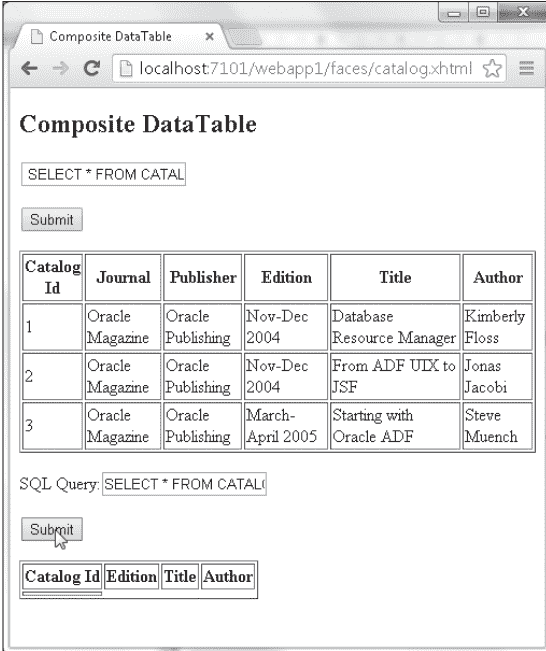 Composite DataTable
localhost:7101/webapp1/faces/catalog.xhtml
Composite DataTable
SELECT * FROM CATAL
Submit
Catalog Id Journal Publisher Edition Title Author
1 Oracle Magazine Oracle Publishing Nov-Dec 2004 Database Resource Manager Kimberly Floss
2 Oracle Magazine Oracle Publishing Nov-Dec 2004 From ADF UIX to JSF Jonas Jacobi
3 Oracle Magazine Oracle Publishing March-April 2005 Starting with Oracle ADF Steve Muench
SQL Query: SELECT * FROM CATAL
Submit
Catalog Id Edition Title Author